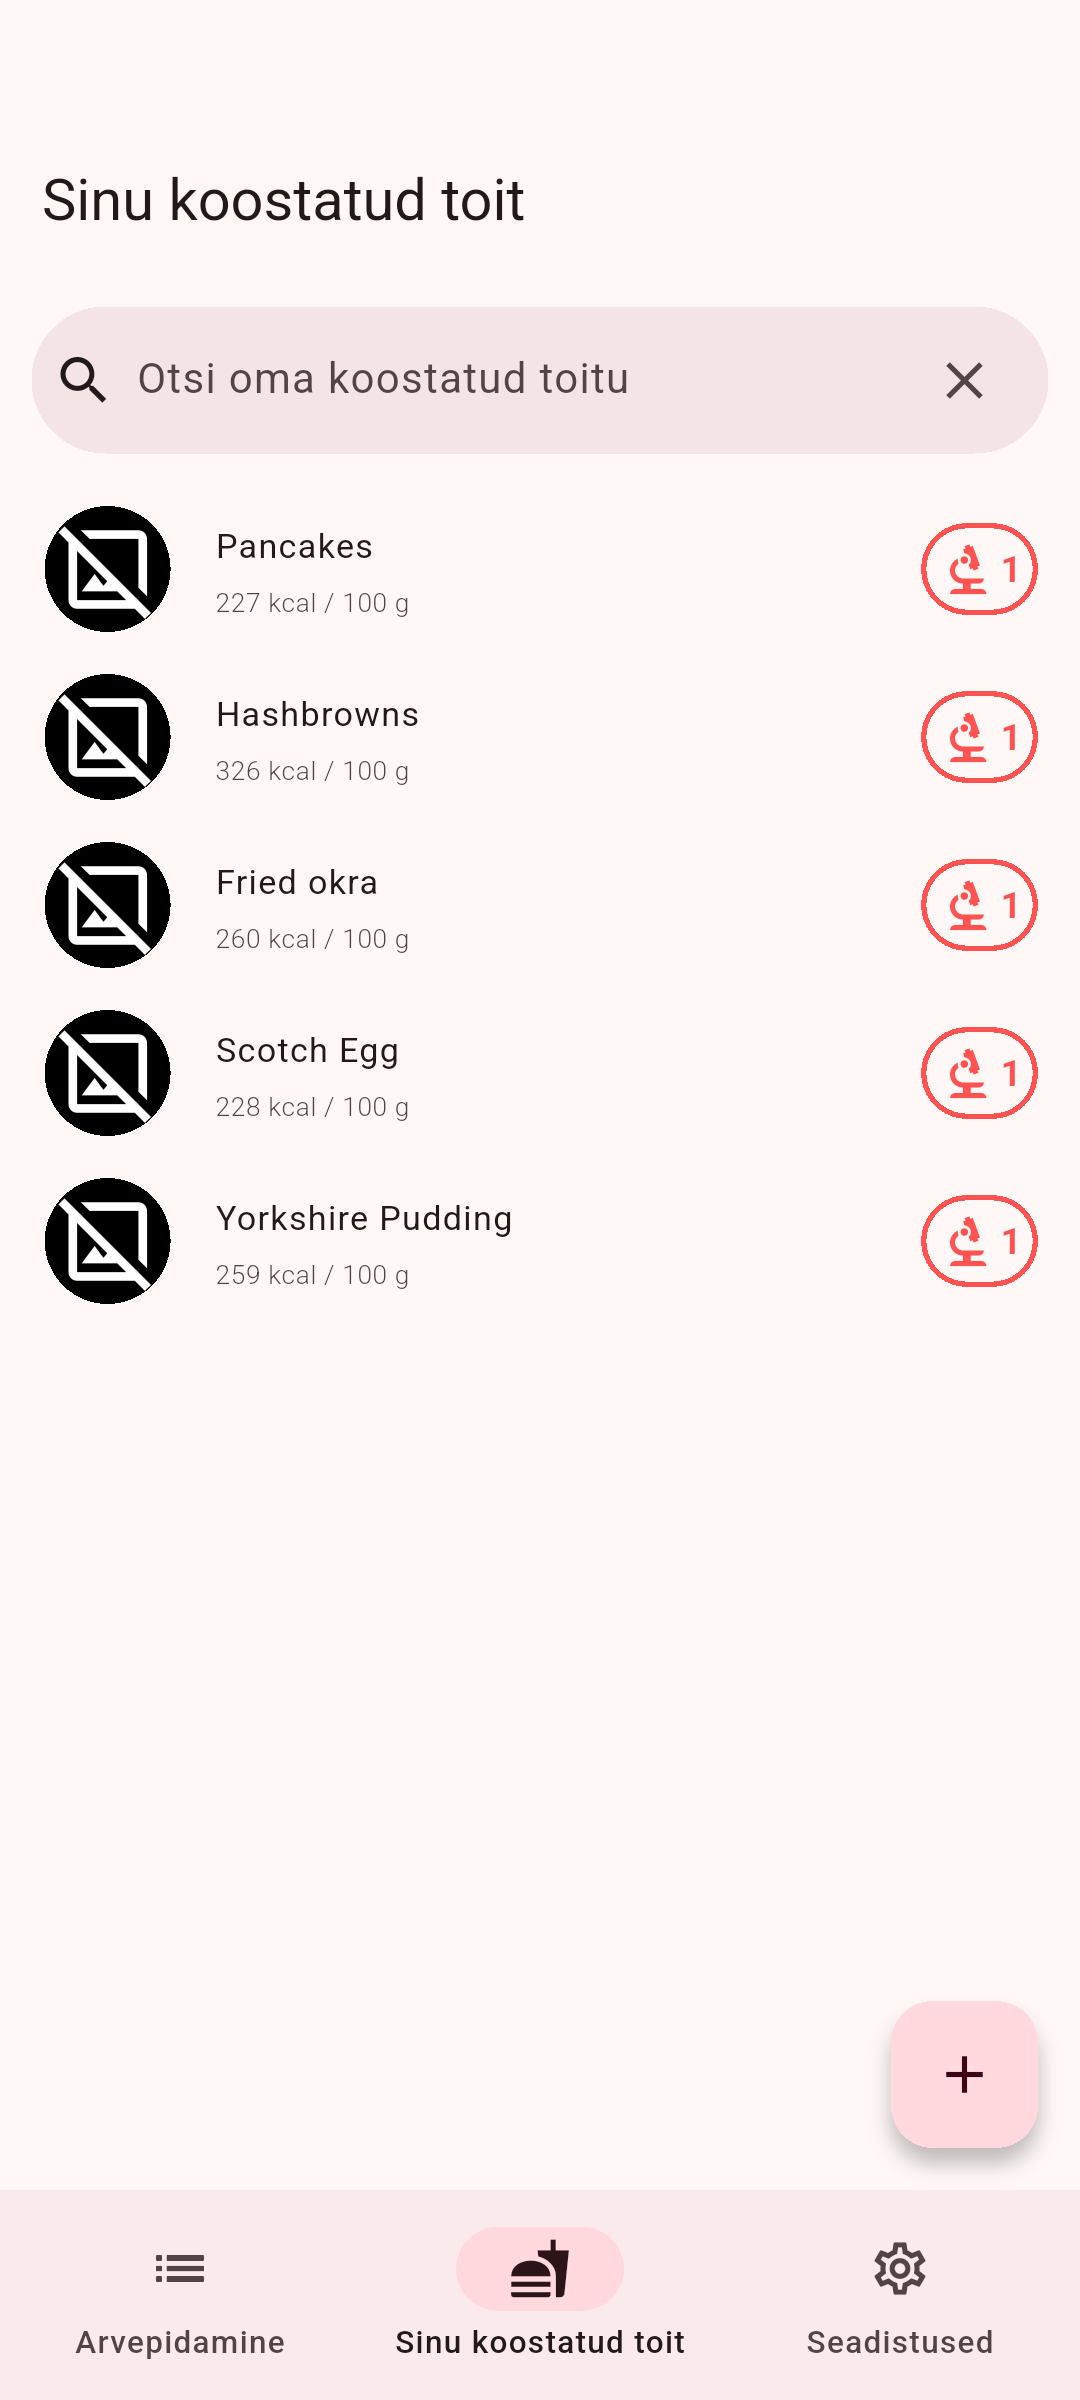 Sinu koostatud toit
Otsi oma koostatud toitu
Pancakes
227 kcal / 100 g
1
Hashbrowns
326 kcal / 100 g
1
Fried okra
260 kcal / 100 g
1
Scotch Egg
228 kcal / 100 g
1
Yorkshire Pudding
259 kcal / 100 g
1
Arvepidamine
Sinu koostatud toit
Seadistused